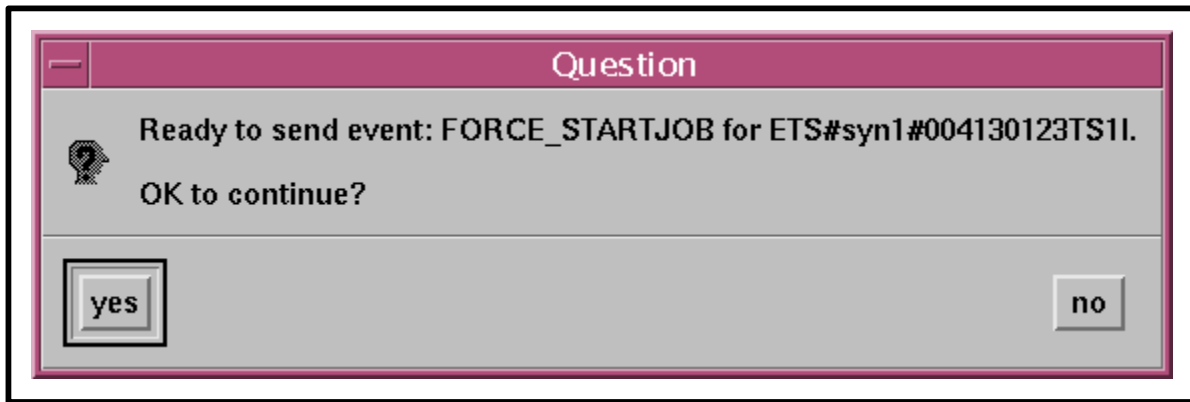 Question
Ready to send event: FORCE_STARTJOB for ETS#syn1#004130123TS1I.
OK to continue?
yes
no